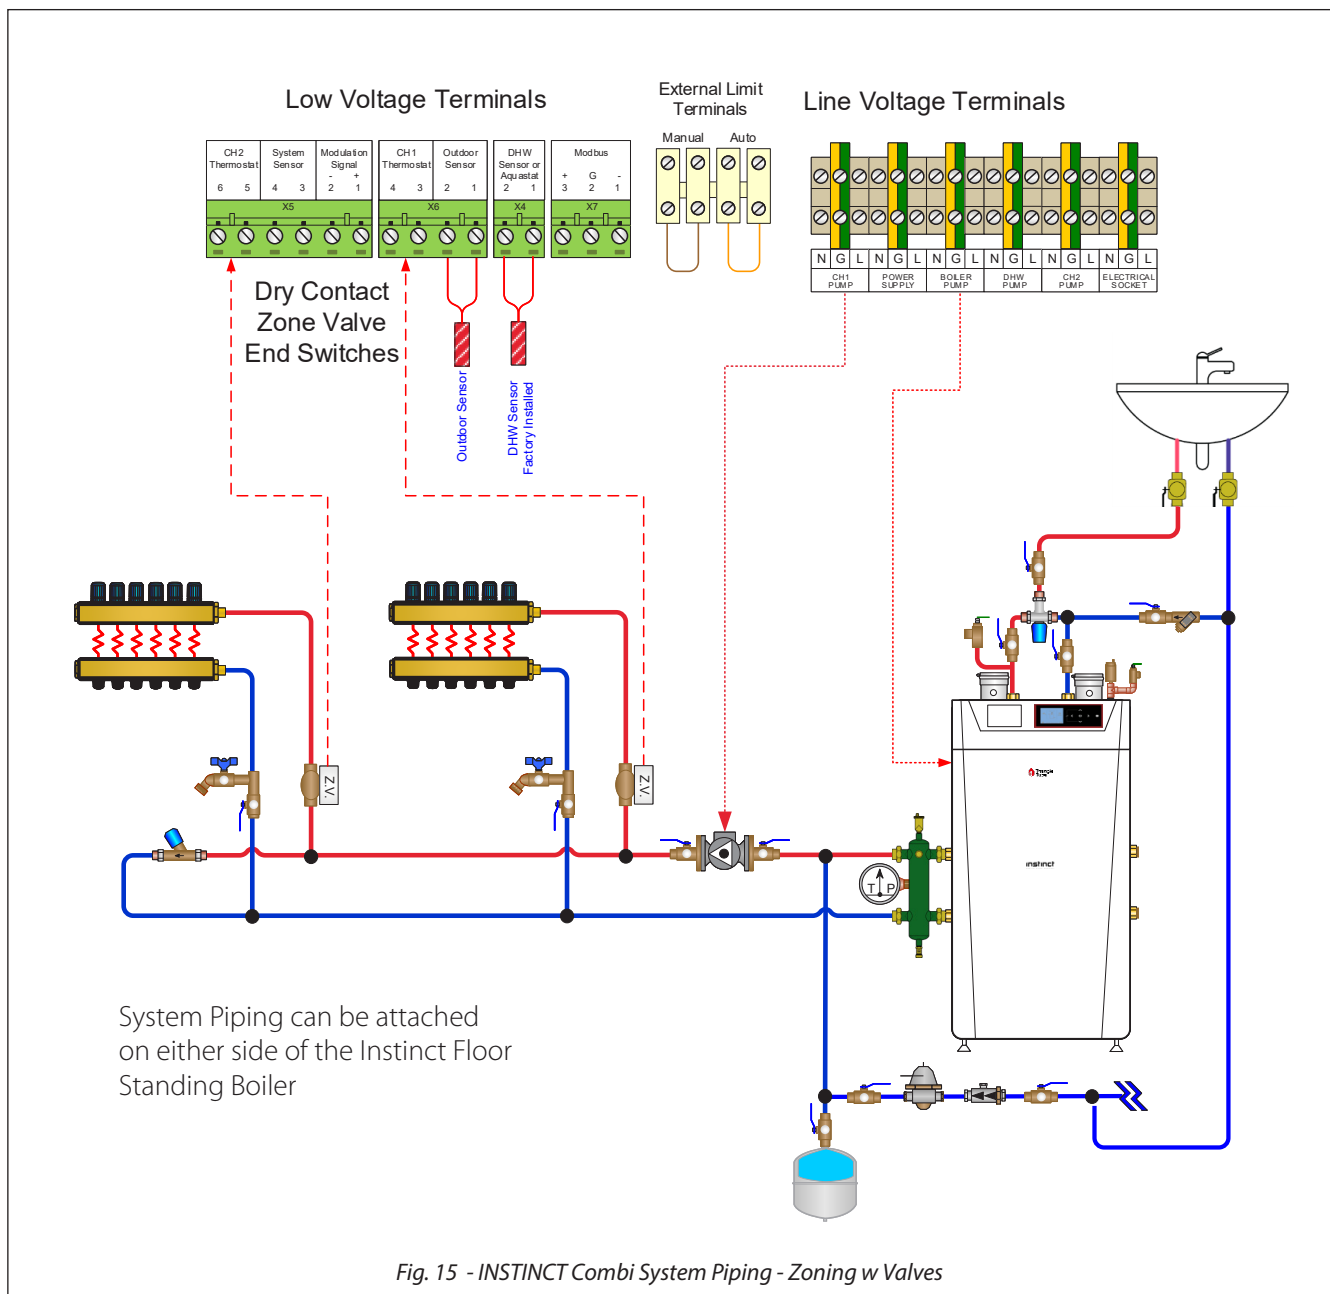 Low Voltage Terminals
External Limit
Terminals
Line Voltage Terminals
Manual Auto
CH2
Thermostat
6 5
System
Sensor
4 3
Modulation
Signal
- +
2 1
CH1
Thermostat
4 3
Outdoor
Sensor
2 1
DHW
Sensor or
Aquastat
2 1
Modbus
+ G -
3 2 1
X5 X6 X4 X7
N G L N G L N G L N G L N G L N G L
CH1
PUMP
POWER
SUPPLY
BOILER
PUMP
DHW
PUMP
CH2
PUMP
ELECTRICAL
SOCKET
Dry Contact
Zone Valve
End Switches
Outdoor Sensor
DHW Sensor
Factory Installed
Z.V.
Z.V.
T P
Triangle
Tube
instinct
System Piping can be attached
on either side of the Instinct Floor
Standing Boiler
Fig. 15 - INSTINCT Combi System Piping - Zoning w Valves